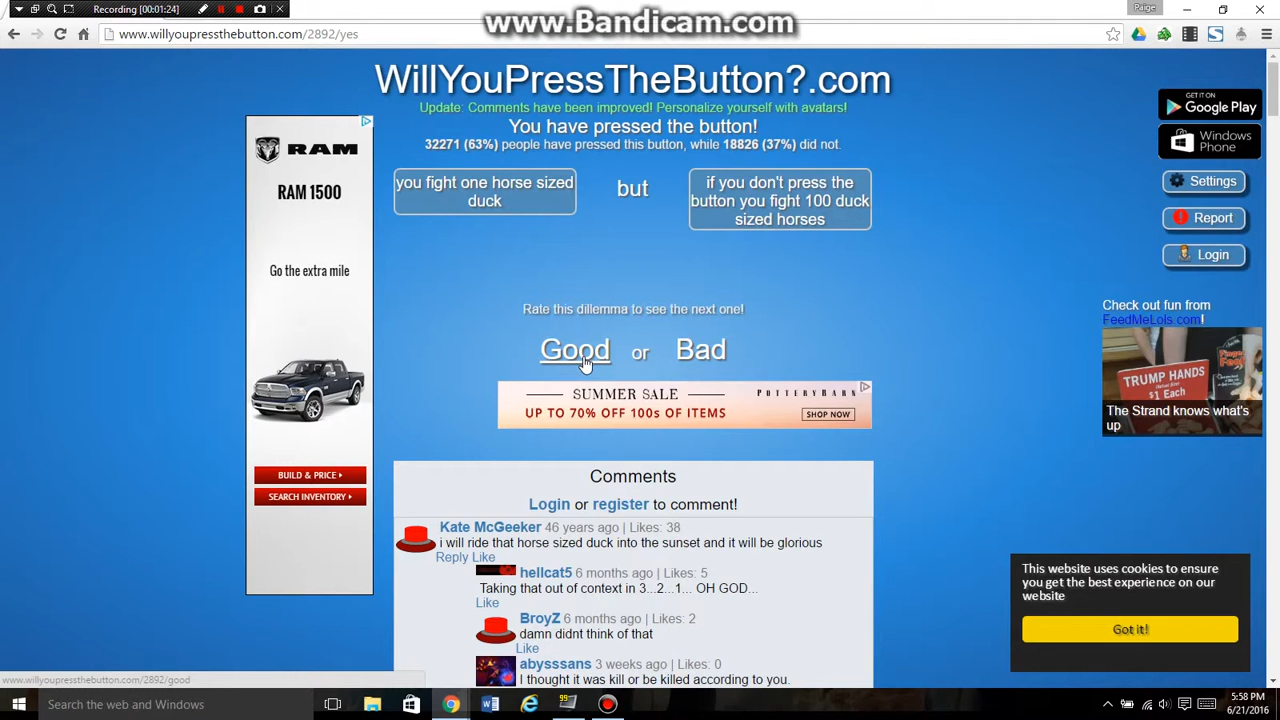 Recording [00:01:24]
www.Bandicam.com
Paige
www.willyoupressthebutton.com/2892/yes
WillYouPressTheButton?.com
Update: Comments have been improved! Personalize yourself with avatars!
You have pressed the button!
32271 (63%) people have pressed this button, while 18826 (37%) did not.
you fight one horse sized
duck
but
if you don't press the
button you fight 100 duck
sized horses
Rate this dillemma to see the next one!
Good or Bad
SUMMER SALE
UP TO 70% OFF 100s OF ITEMS
POTTERY BARN
SHOP NOW
RAM
RAM 1500
Go the extra mile
BUILD & PRICE
SEARCH INVENTORY
GET IT ON
Google Play
Windows
Phone
Settings
Report
Login
Check out fun from
FeedMeLols.com!
TRUMP HANDS
$1 Each
The Strand knows what's
up
Comments
Login or register to comment!
Kate McGeeker 46 years ago | Likes: 38
i will ride that horse sized duck into the sunset and it will be glorious
Reply Like
hellcat5 6 months ago | Likes: 5
Taking that out of context in 3...2...1... OH GOD...
Like
BroyZ 6 months ago | Likes: 2
damn didnt think of that
Like
abysssans 3 weeks ago | Likes: 0
I thought it was kill or be killed according to you.
This website uses cookies to ensure
you get the best experience on our
website
Got it!
www.willyoupressthebutton.com/2892/good
Search the web and Windows
99
5:58 PM
6/21/2016